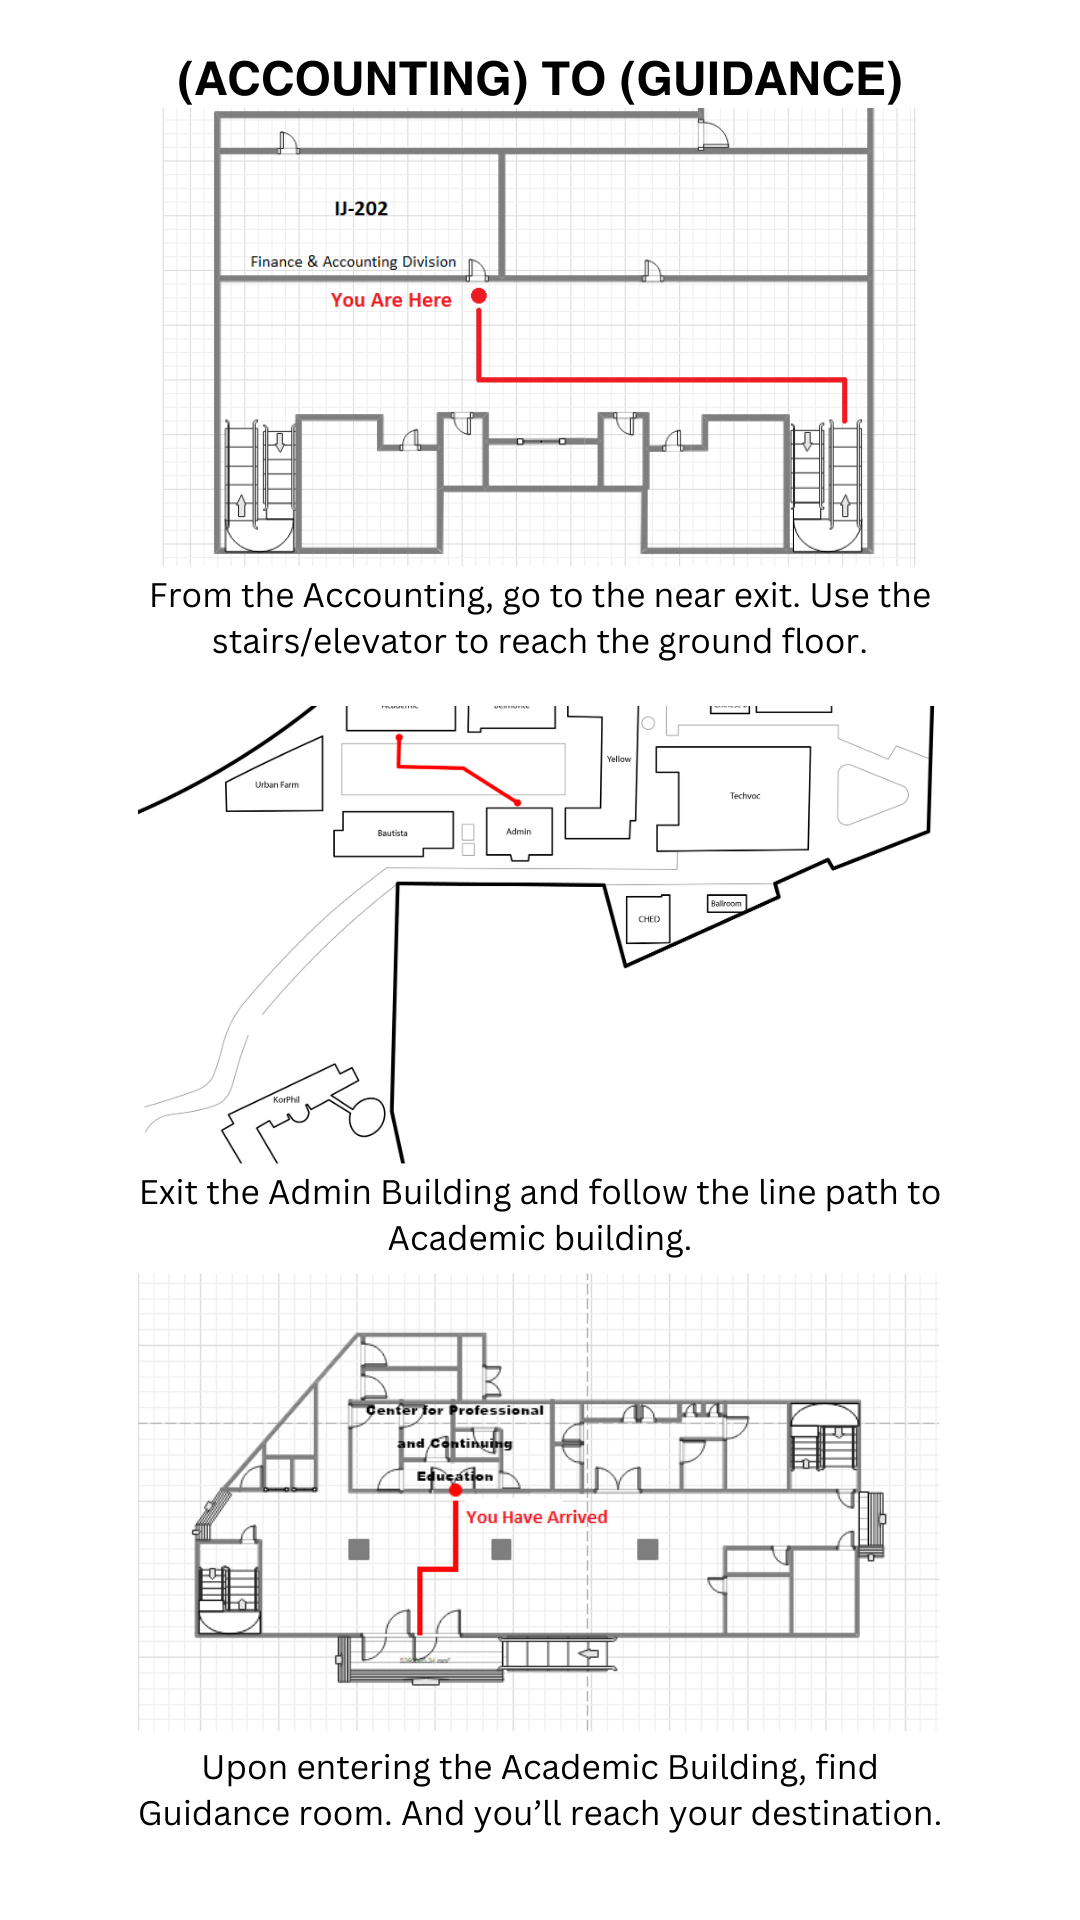 (ACCOUNTING) TO (GUIDANCE)
IJ-202
Finance & Accounting Division
You Are Here
From the Accounting, go to the near exit. Use the
stairs/elevator to reach the ground floor.
Academic
Belmonte
Yellow
Urban Farm
Techvoc
Bautista
Admin
CHED
Ballroom
KorPhil
Exit the Admin Building and follow the line path to
Academic building.
Center for Professional
and Continuing
Education
You Have Arrived
Upon entering the Academic Building, find
Guidance room. And you’ll reach your destination.